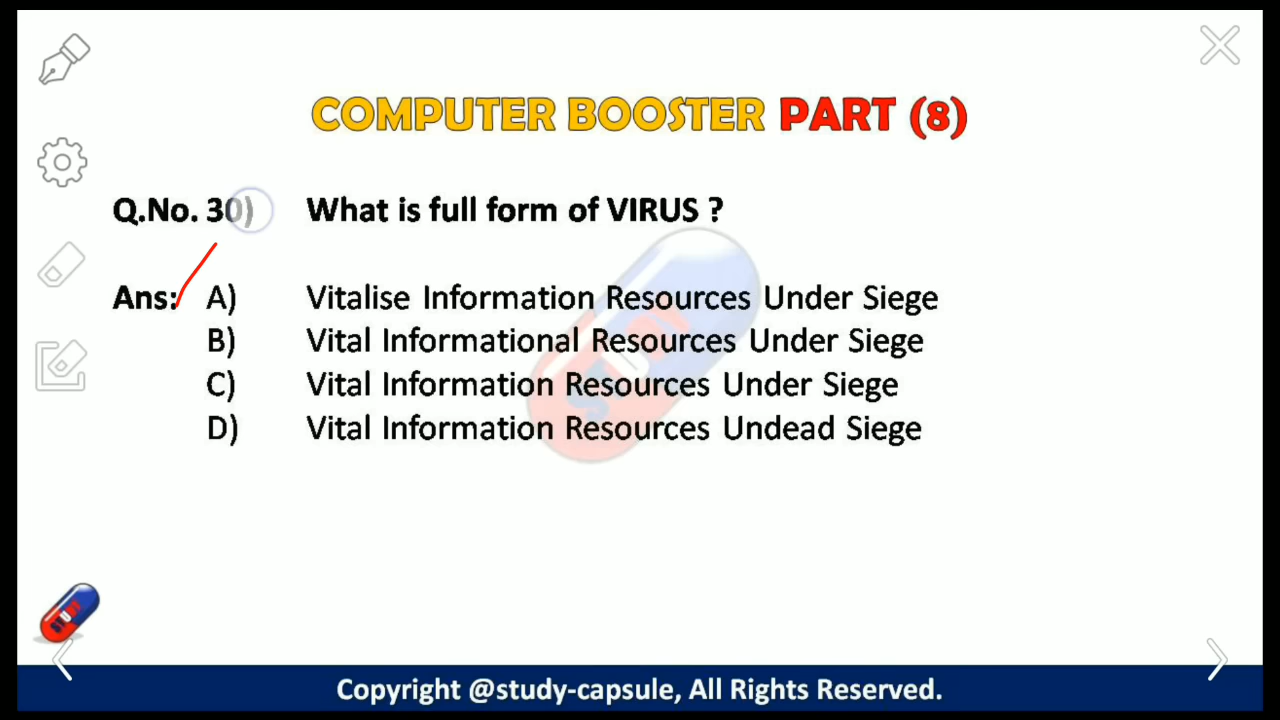 COMPUTER BOOSTER PART (8)
Q.No. 30) What is full form of VIRUS ?
Ans: A) Vitalise Information Resources Under Siege
B) Vital Informational Resources Under Siege
C) Vital Information Resources Under Siege
D) Vital Information Resources Undead Siege
STUDY
STUDY
Copyright @study-capsule, All Rights Reserved.